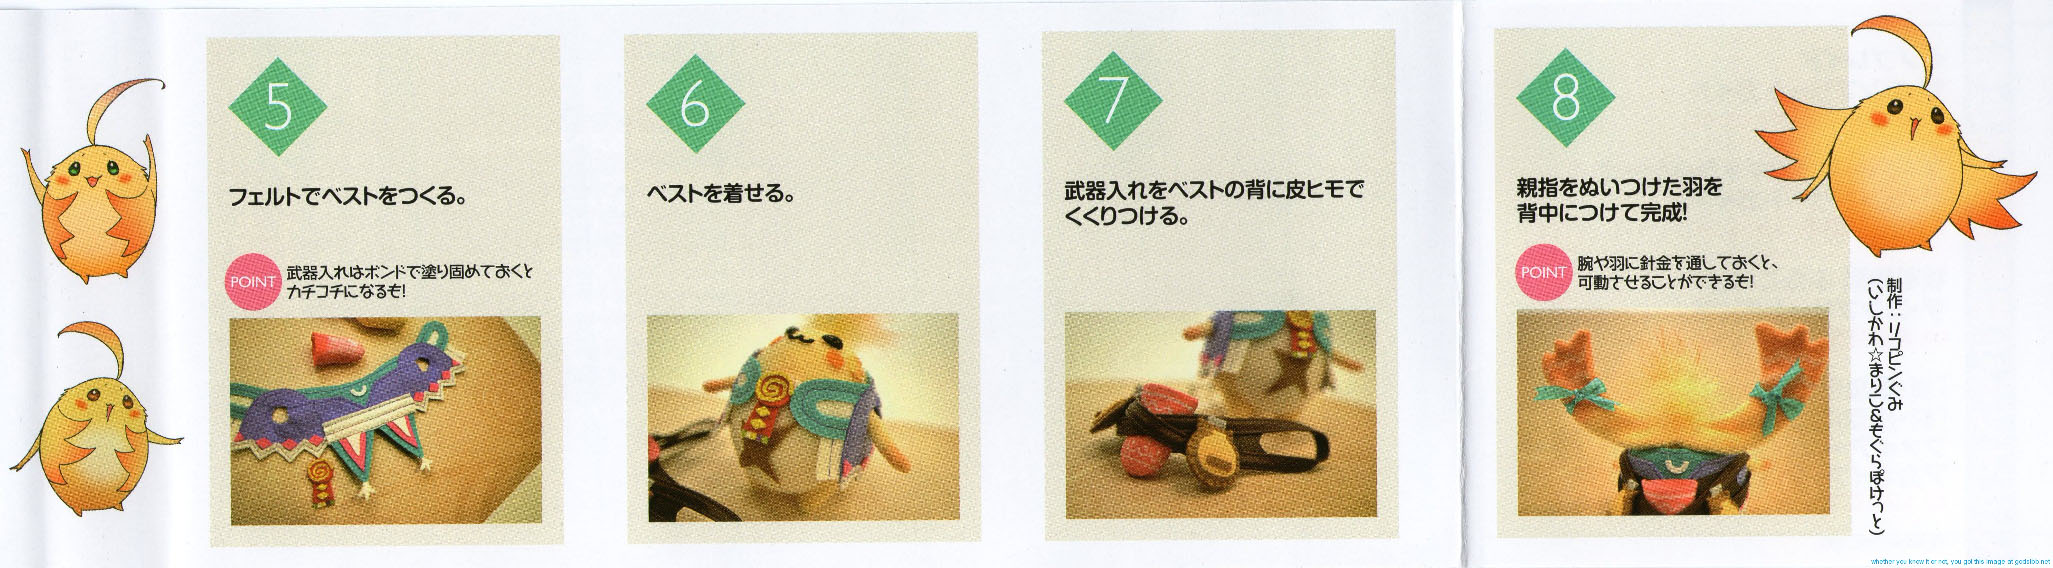 5
フェルトでベストをつくる。
POINT
武器入れはボンドで塗り固めておくと
カチコチになるも!
6
ベストを着せる。
7
武器入れをベストの背に皮ヒモで
くくりつける。
8
親指をぬいつけた羽を
背中につけて完成!
POINT
腕や羽に針金を通しておくと、
可動させることができるも!
制作:リコピンぐみ
(いしかわ☆まりこ&もぐらぽけっと)
whether you know it or not, you got this image at godslab.net